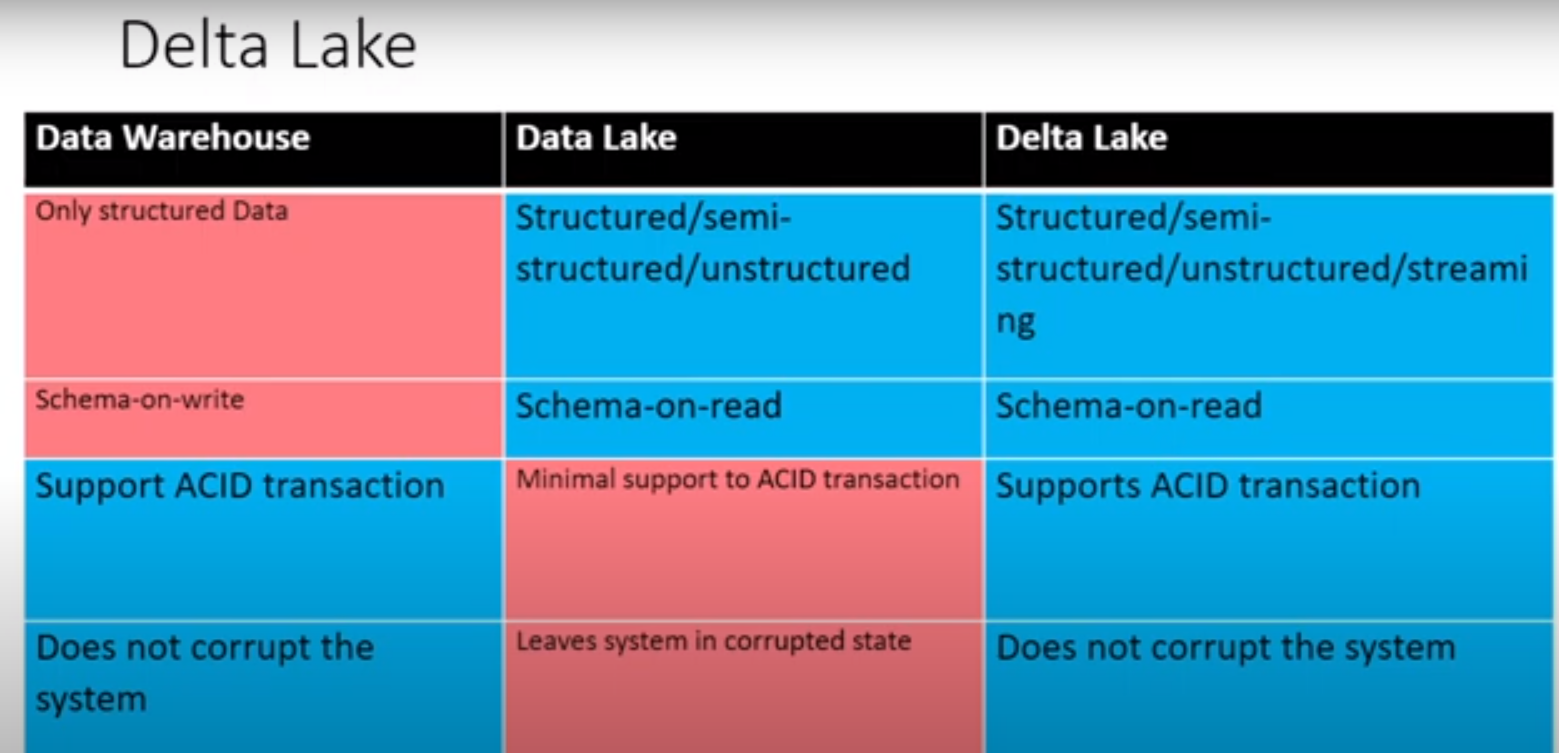 Delta Lake
Data Warehouse
Data Lake
Delta Lake
Only structured Data
Structured/semi-
structured/unstructured
Structured/semi-
structured/unstructured/streami
ng
Schema-on-write
Schema-on-read
Schema-on-read
Support ACID transaction
Minimal support to ACID transaction
Supports ACID transaction
Does not corrupt the
system
Leaves system in corrupted state
Does not corrupt the system